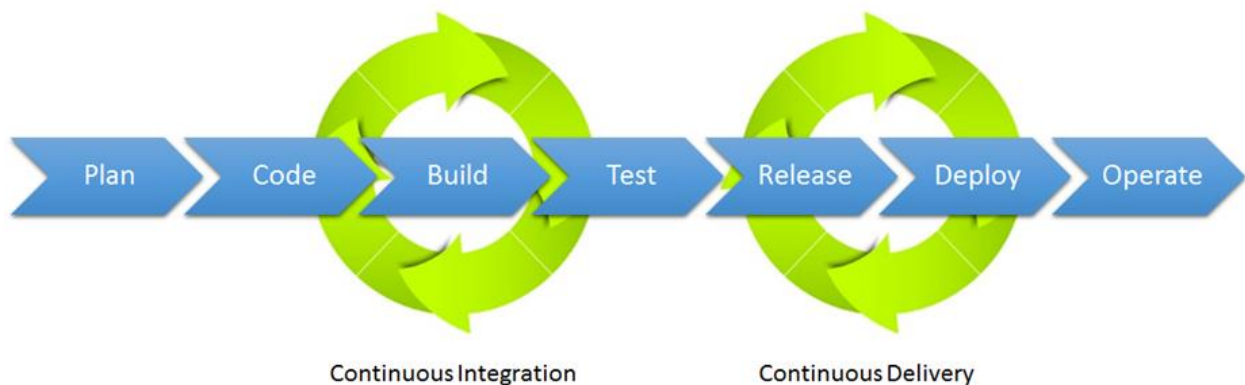 Plan
Code
Build
Test
Release
Deploy
Operate
Continuous Integration
Continuous Delivery